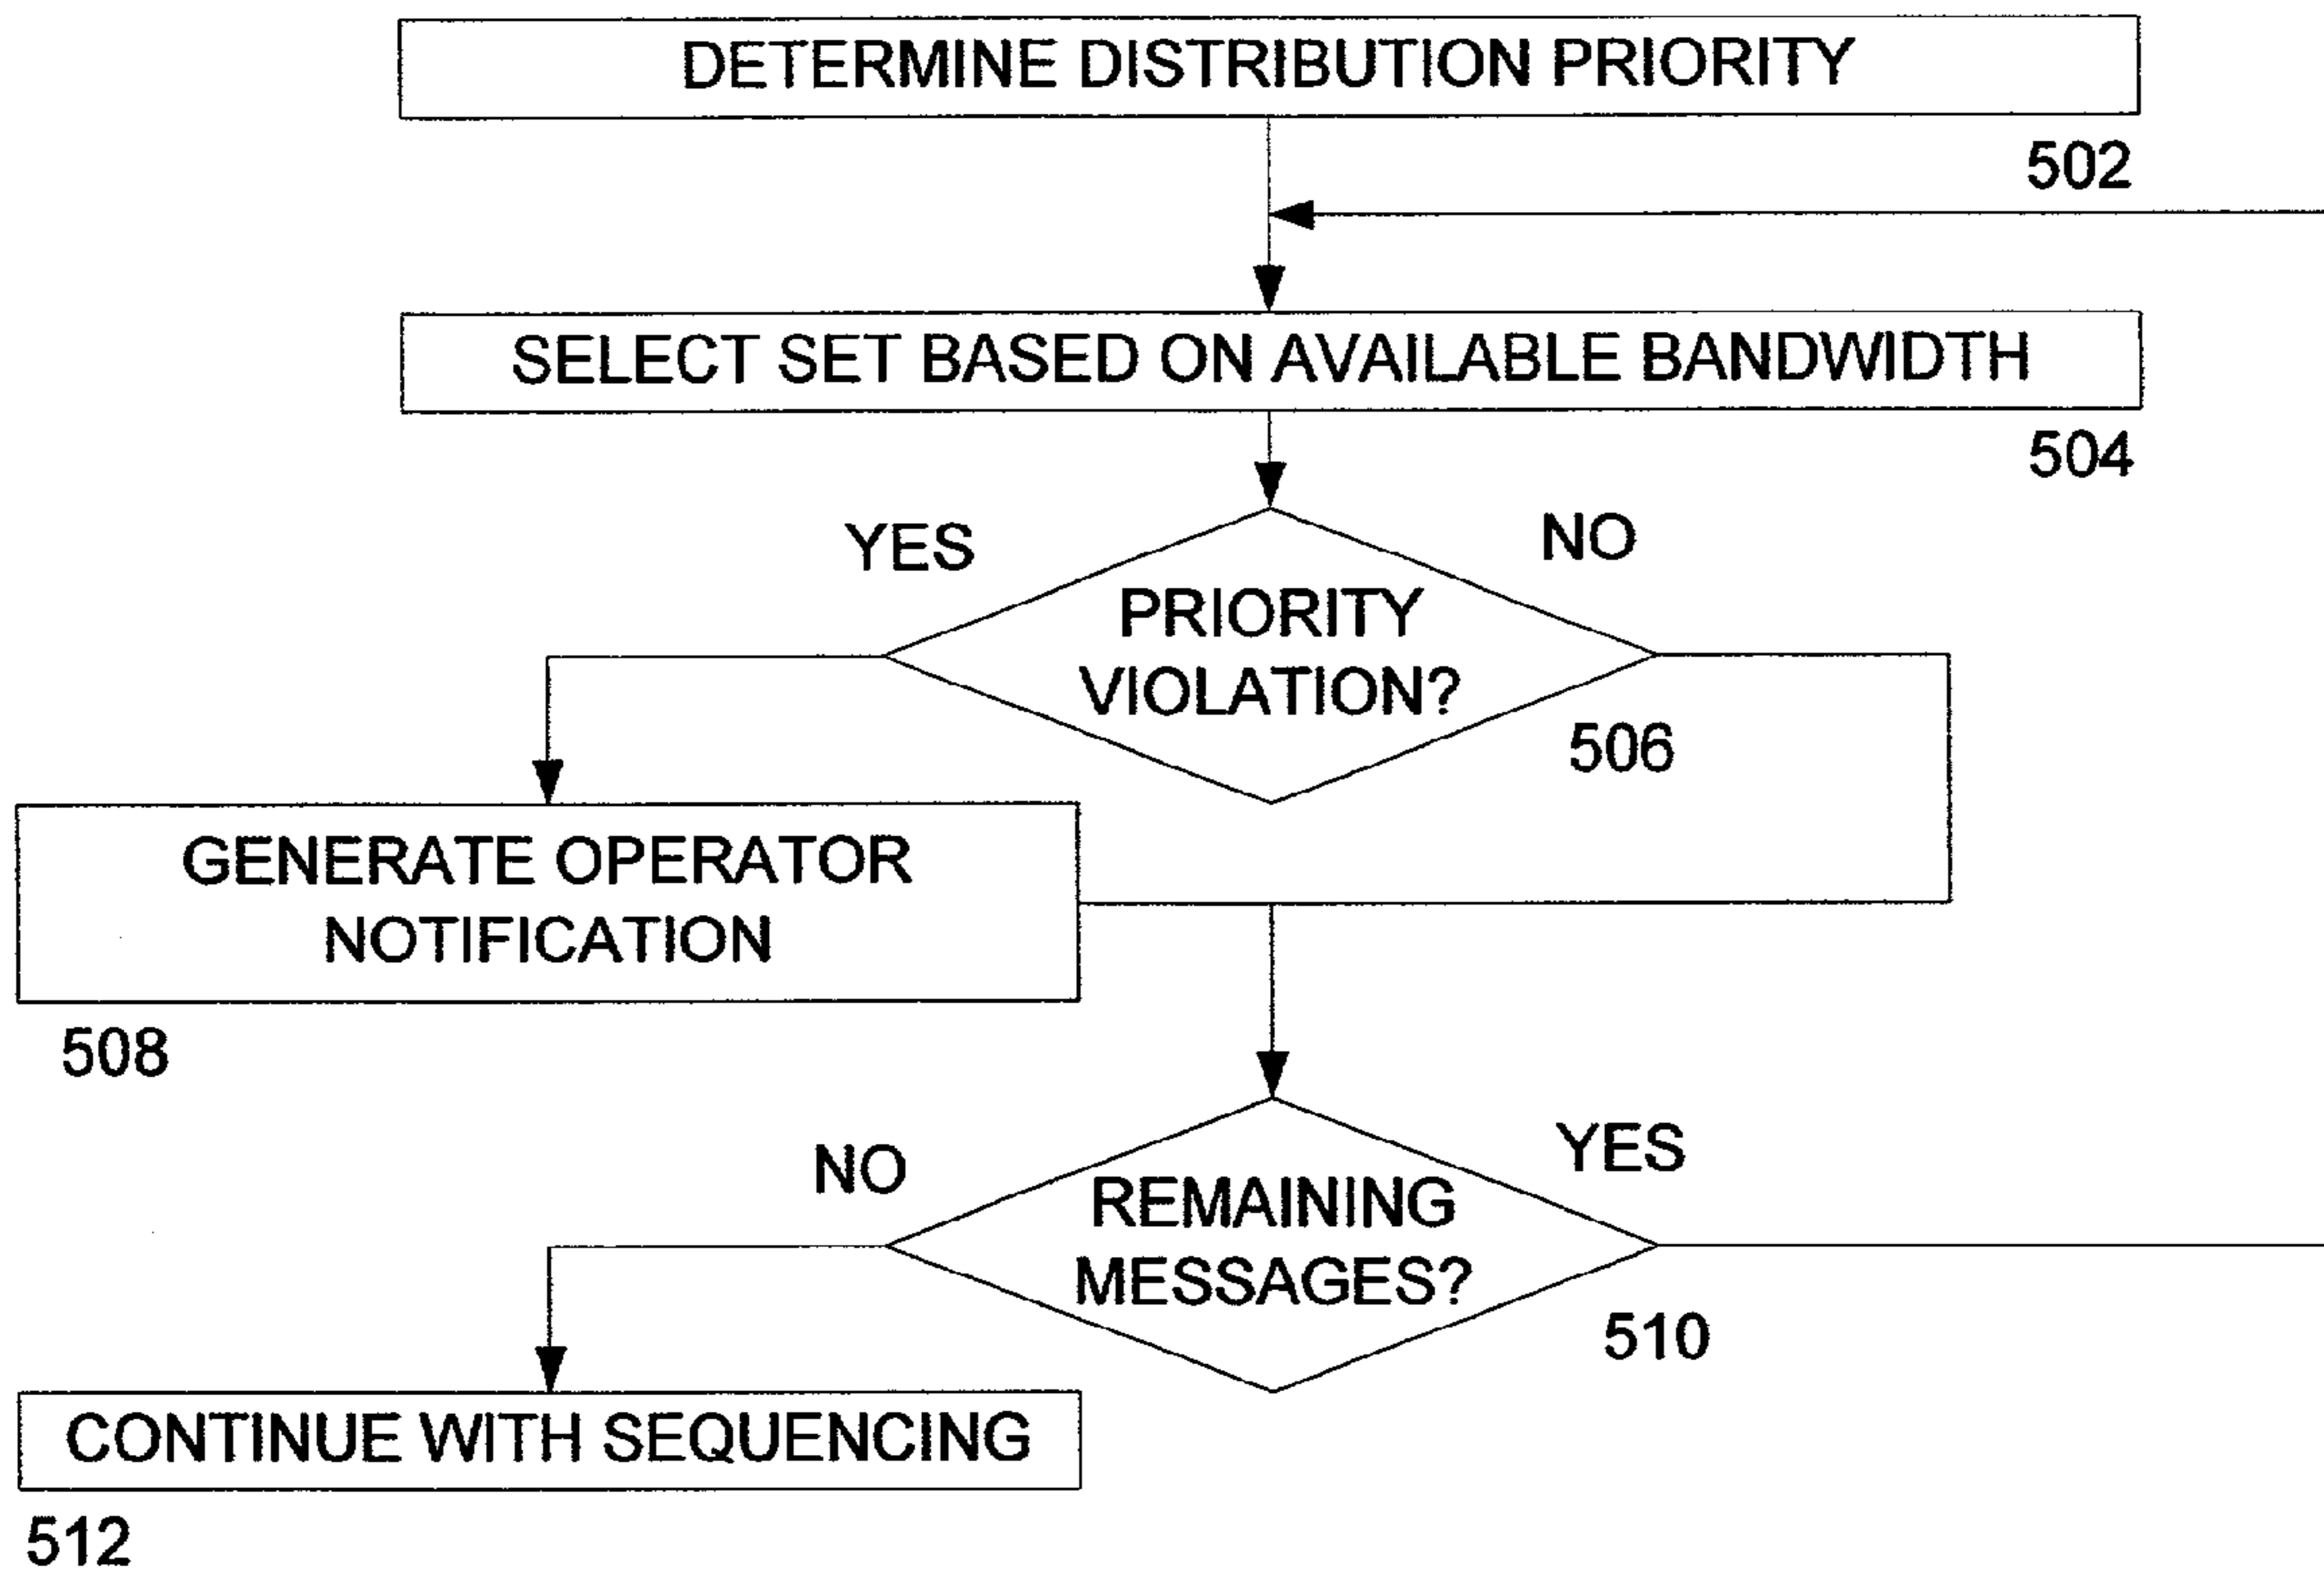 DETERMINE DISTRIBUTION PRIORITY
502
SELECT SET BASED ON AVAILABLE BANDWIDTH
504
YES
NO
PRIORITY
VIOLATION?
506
GENERATE OPERATOR
NOTIFICATION
508
NO
YES
REMAINING
MESSAGES?
510
CONTINUE WITH SEQUENCING
512